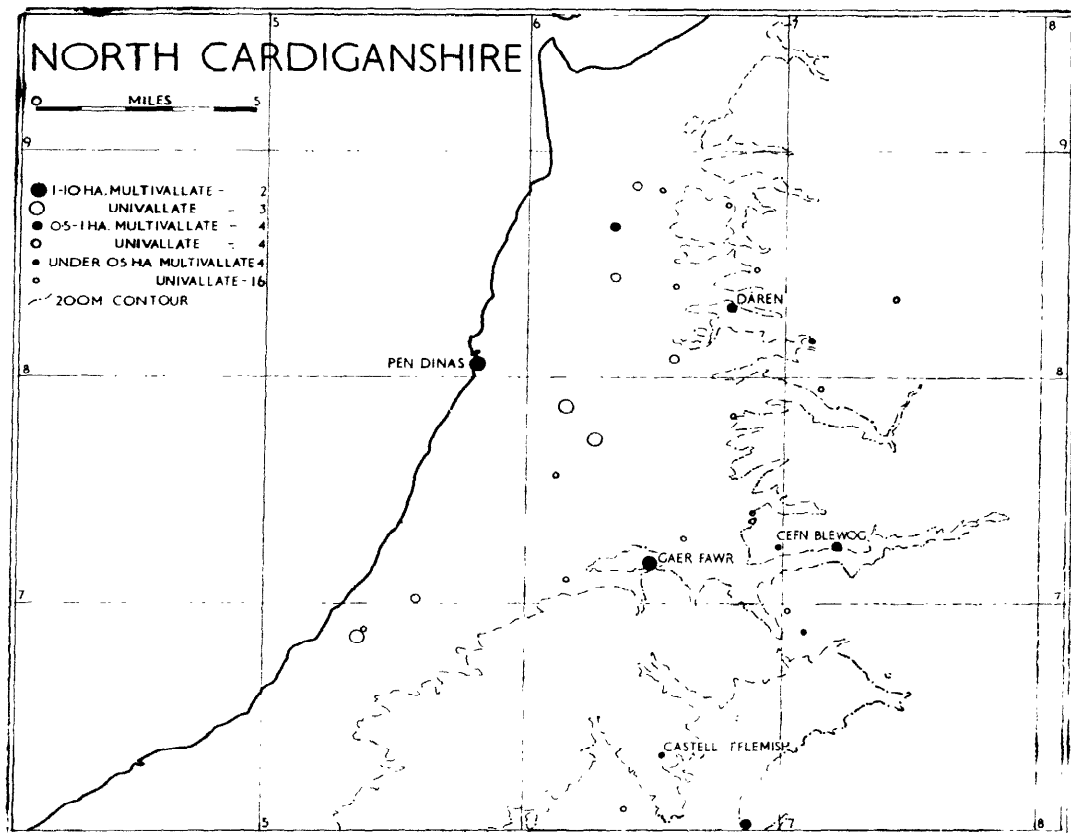 5 6 7 8
NORTH CARDIGANSHIRE
O MILES 5
9 9
1-10 HA. MULTIVALLATE - 2
UNIVALLATE - 3
0·5-1 HA. MULTIVALLATE - 4
UNIVALLATE - 4
UNDER 0·5 HA MULTIVALLATE 4
UNIVALLATE - 16
200M CONTOUR
DAREN
PEN DINAS
8 8
CEFN BLEWOG
GAER FAWR
7 7
CASTELL FFLEMISH
5 6 7 8